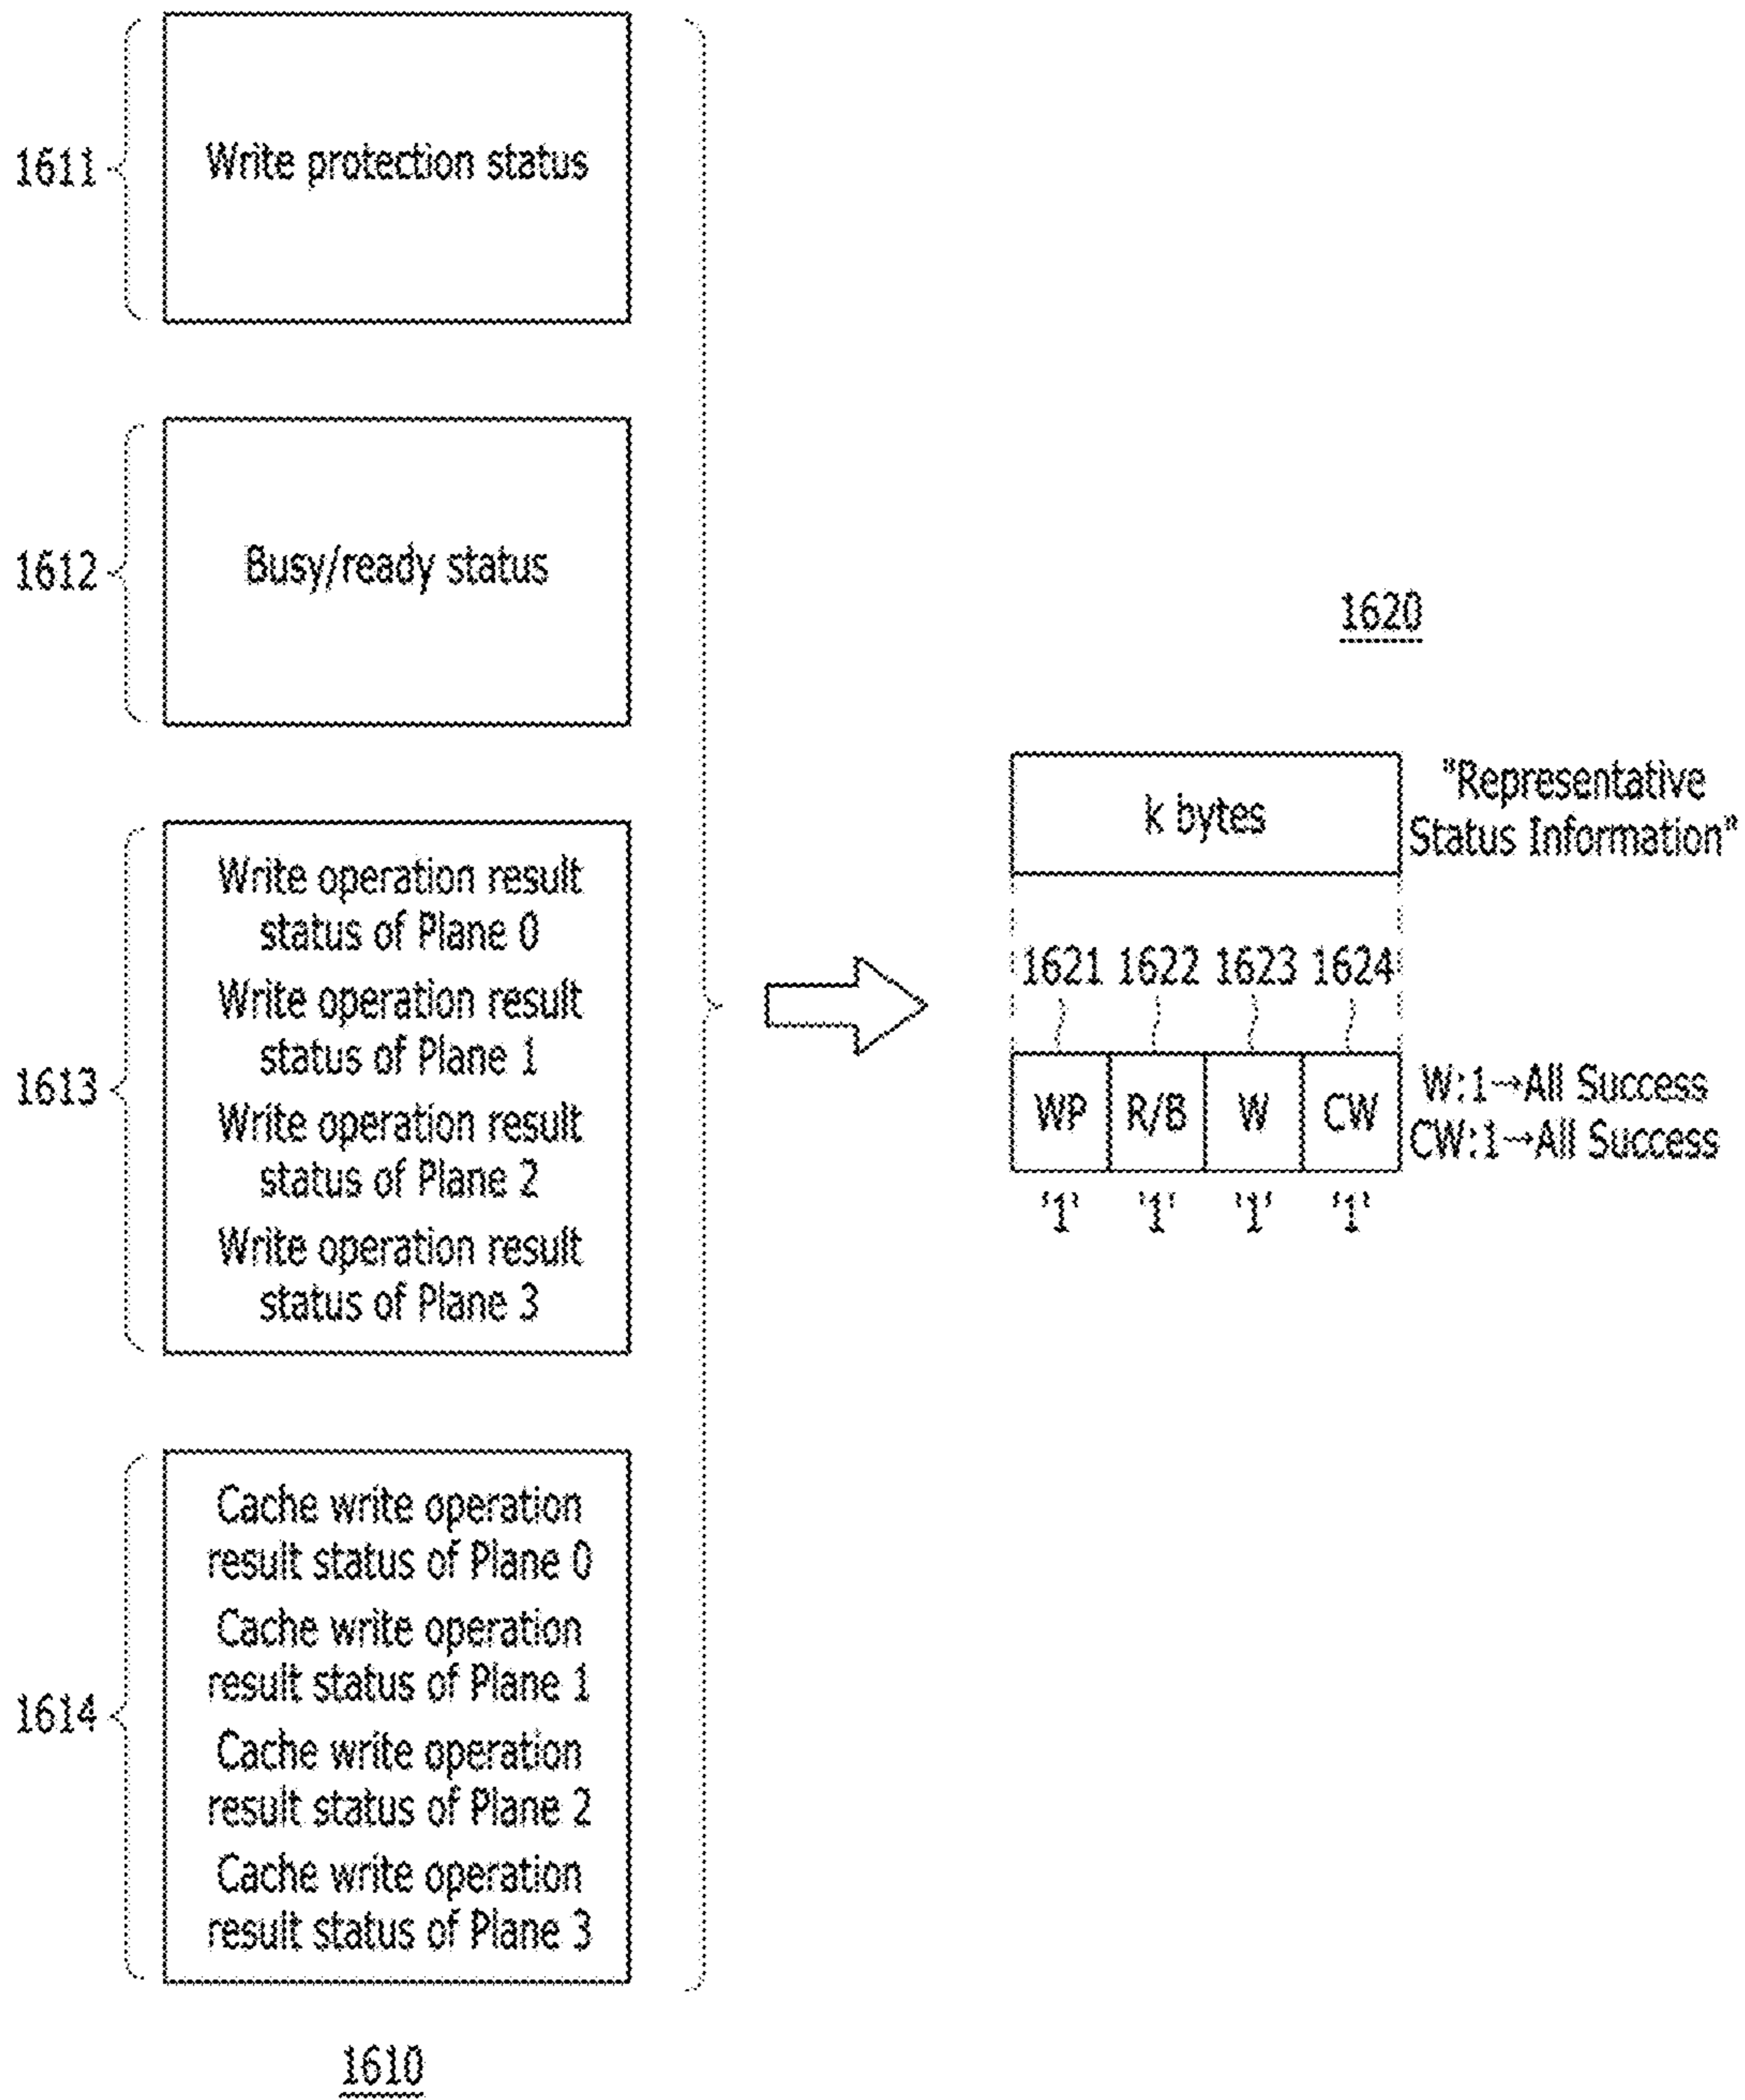 1611
Write protection status
1612
Busy/ready status
1613
Write operation result
status of Plane 0
Write operation result
status of Plane 1
Write operation result
status of Plane 2
Write operation result
status of Plane 3
1614
Cache write operation
result status of Plane 0
Cache write operation
result status of Plane 1
Cache write operation
result status of Plane 2
Cache write operation
result status of Plane 3
1610
1620
k bytes
"Representative
Status Information"
1621 1622 1623 1624
WP R/B W CW
W:1→All Success
CW:1→All Success
'1' '1' '1' '1'